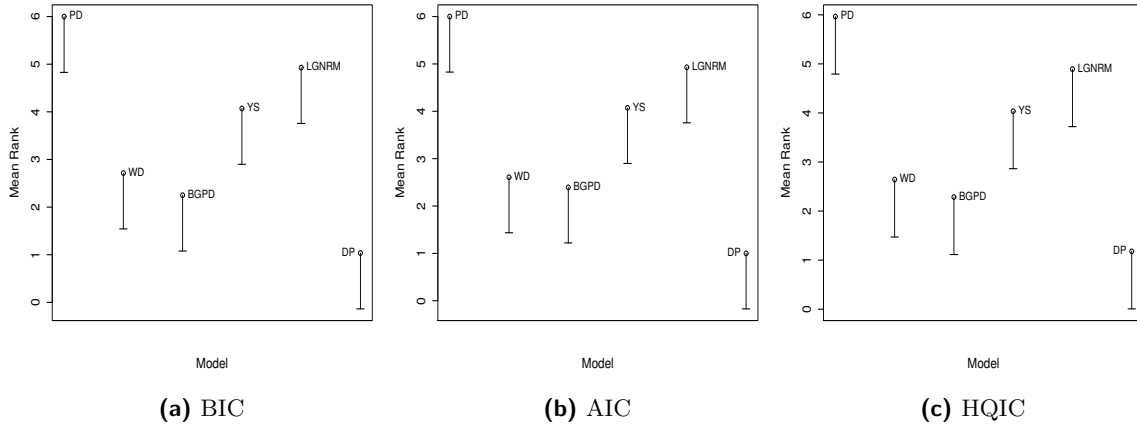 Mean Rank
6
5
4
3
2
1
0
PD
LGNRM
YS
WD
BGPD
DP
Model
(a) BIC
Mean Rank
6
5
4
3
2
1
0
PD
LGNRM
YS
WD
BGPD
DP
Model
(b) AIC
Mean Rank
6
5
4
3
2
1
0
PD
LGNRM
YS
WD
BGPD
DP
Model
(c) HQIC